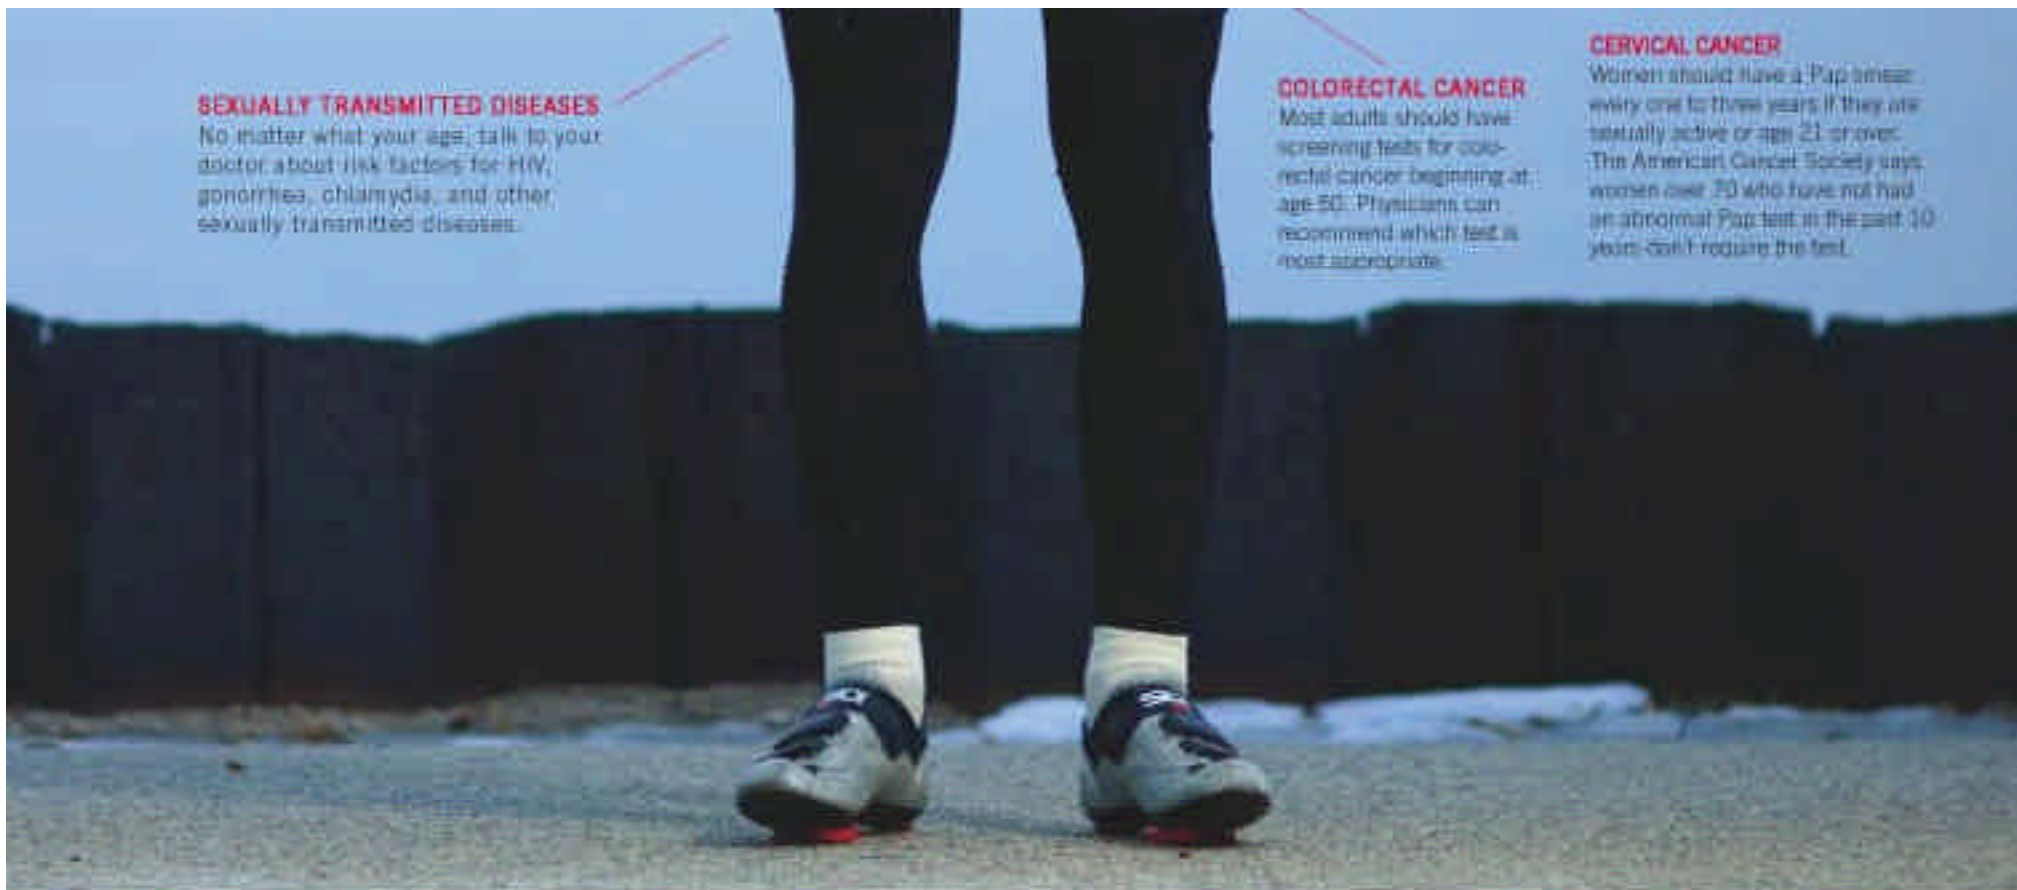 SEXUALLY TRANSMITTED DISEASES
No matter what your age, talk to your
doctor about risk factors for HIV,
gonorrhea, chlamydia, and other
sexually transmitted diseases.
COLORECTAL CANCER
Most adults should have
screening tests for colo-
rectal cancer beginning at
age 50. Physicians can
recommend which test is
most appropriate.
CERVICAL CANCER
Women should have a Pap smear
every one to three years if they are
sexually active or age 21 or over.
The American Cancer Society says
women over 70 who have not had
an abnormal Pap test in the past 10
years don't require the test.